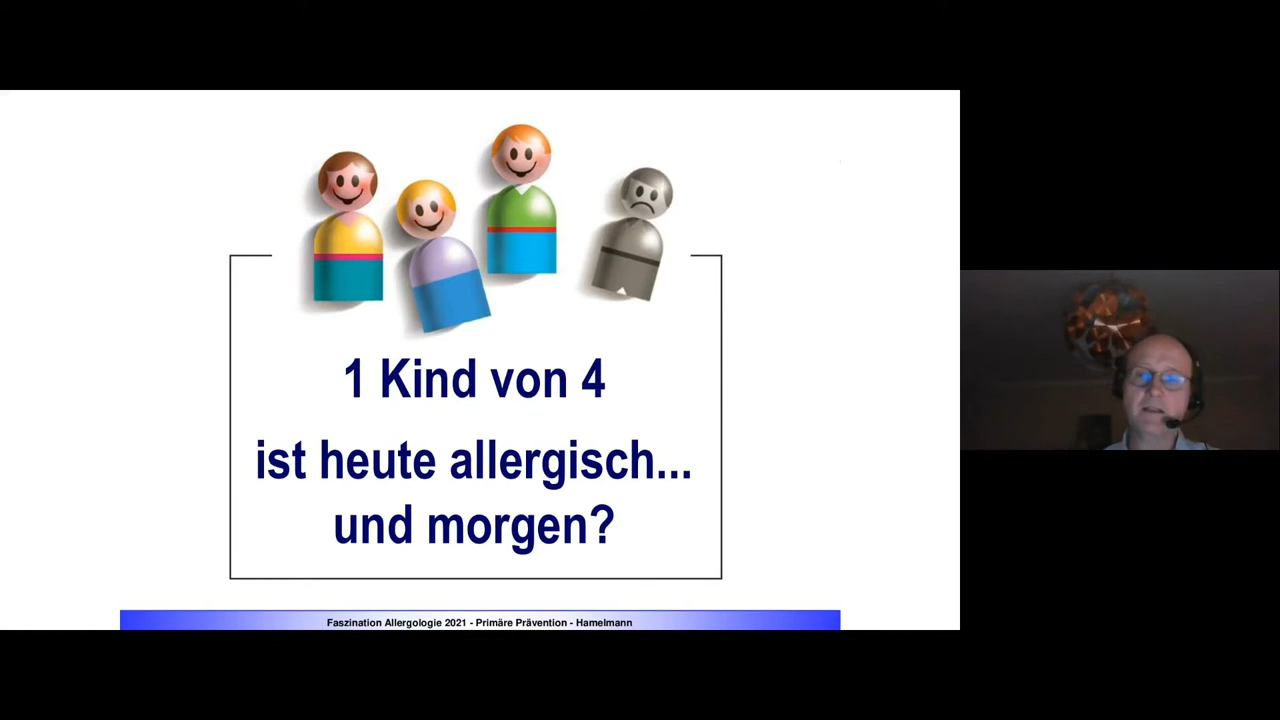 1 Kind von 4
ist heute allergisch...
und morgen?
Faszination Allergologie 2021 - Primäre Prävention - Hamelmann